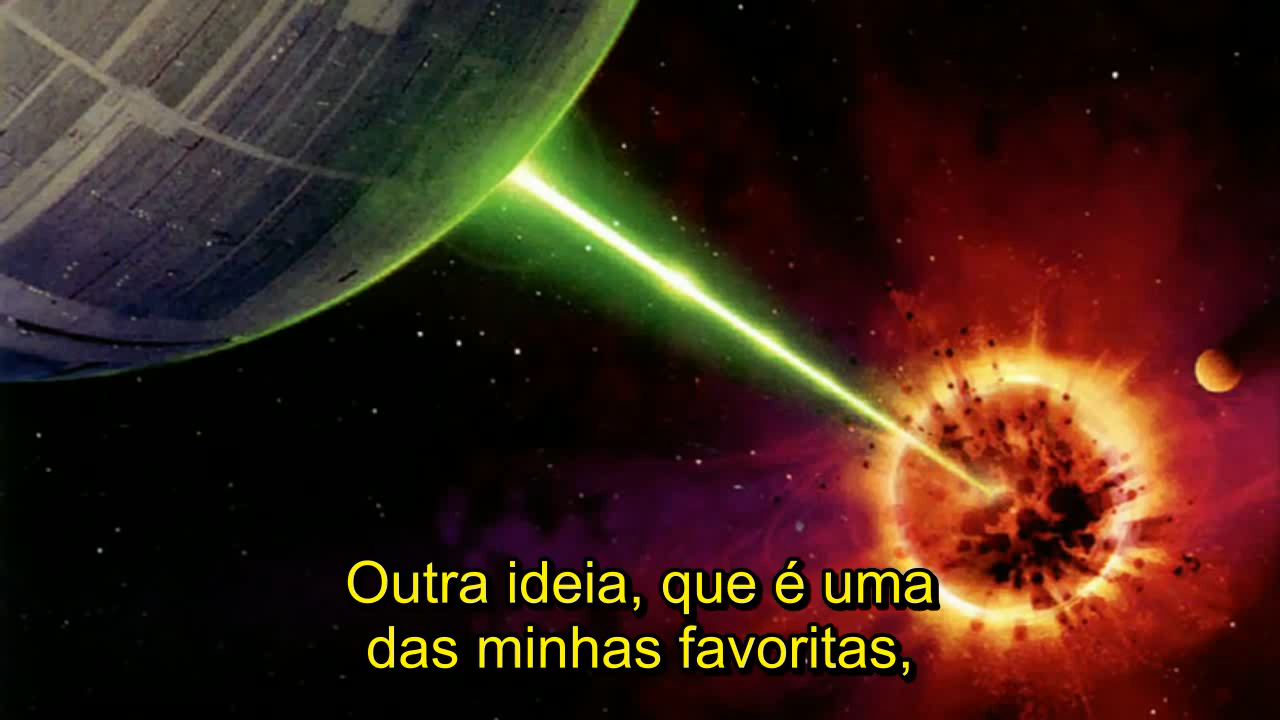 Outra ideia, que é uma
das minhas favoritas,